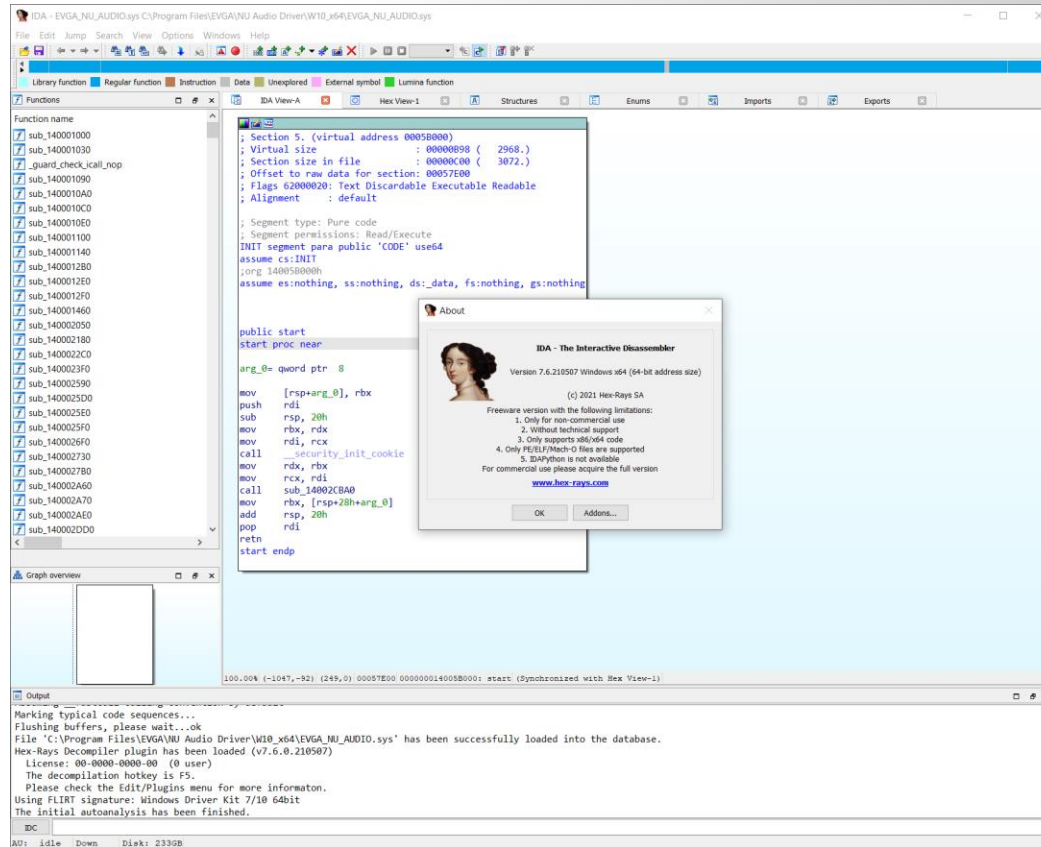 IDA - EVGA_NU_AUDIO.sys C:\Program Files\EVGA\NU Audio Driver\W10_x64\EVGA_NU_AUDIO.sys
File Edit Jump Search View Options Windows Help
Library function Regular function Instruction Data Unexplored External symbol Lumina function
Functions
IDA View-A Hex View-1 Structures Enums Imports Exports
Function name
sub_140001000
sub_140001030
_guard_check_icall_nop
sub_140001090
sub_1400010A0
sub_1400010C0
sub_1400010E0
sub_140001100
sub_140001140
sub_1400012B0
sub_1400012E0
sub_1400012F0
sub_140001460
sub_140002050
sub_140002180
sub_1400022C0
sub_1400023F0
sub_140002590
sub_1400025D0
sub_1400025E0
sub_1400025F0
sub_1400026F0
sub_140002730
sub_1400027B0
sub_140002A60
sub_140002A70
sub_140002AE0
sub_140002DD0
; Section 5. (virtual address 0005B000)
; Virtual size : 00000B98 ( 2968.)
; Section size in file : 00000C00 ( 3072.)
; Offset to raw data for section: 00057E00
; Flags 62000020: Text Discardable Executable Readable
; Alignment : default
; Segment type: Pure code
; Segment permissions: Read/Execute
INIT segment para public 'CODE' use64
assume cs:INIT
;org 14005B000h
assume es:nothing, ss:nothing, ds:_data, fs:nothing, gs:nothing
public start
start proc near
arg_0= qword ptr 8
mov [rsp+arg_0], rbx
push rdi
sub rsp, 20h
mov rbx, rdx
mov rdi, rcx
call __security_init_cookie
mov rdx, rbx
mov rcx, rdi
call sub_14002CBA0
mov rbx, [rsp+28h+arg_0]
add rsp, 20h
pop rdi
retn
start endp
About
IDA - The Interactive Disassembler
Version 7.6.210507 Windows x64 (64-bit address size)
(c) 2021 Hex-Rays SA
Freeware version with the following limitations:
1. Only for non-commercial use
2. Without technical support
3. Only supports x86/x64 code
4. Only PE/ELF/Mach-O files are supported
5. IDAPython is not available
For commercial use please acquire the full version
www.hex-rays.com
OK Addons...
Graph overview
100.00% (-1047,-92) (249,0) 00057E00 000000014005B000: start (Synchronized with Hex View-1)
Output
Marking typical code sequences...
Flushing buffers, please wait...ok
File 'C:\Program Files\EVGA\NU Audio Driver\W10_x64\EVGA_NU_AUDIO.sys' has been successfully loaded into the database.
Hex-Rays Decompiler plugin has been loaded (v7.6.0.210507)
License: 00-0000-0000-00 (0 user)
The decompilation hotkey is F5.
Please check the Edit/Plugins menu for more informaton.
Using FLIRT signature: Windows Driver Kit 7/10 64bit
The initial autoanalysis has been finished.
IDC
AU: idle Down Disk: 233GB